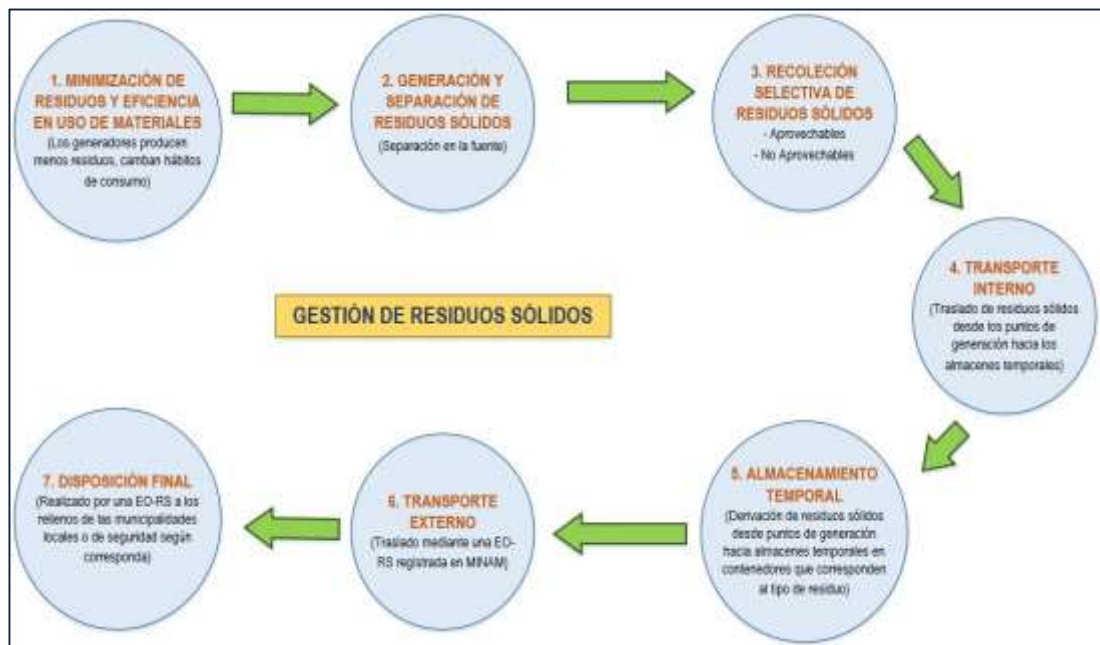 1. MINIMIZACIÓN DE
RESIDUOS Y EFICIENCIA
EN USO DE MATERIALES
(Los generadores producen
menos residuos, camban hábitos
de consumo)
2. GENERACIÓN Y
SEPARACIÓN DE
RESIDUOS SÓLIDOS
(Separación en la fuente)
3. RECOLECIÓN
SELECTIVA DE
RESIDUOS SÓLIDOS
- Aprovechables
- No Aprovechables
4. TRANSPORTE
INTERNO
(Traslado de residuos sólidos
desde los puntos de
generación hacia los
almacenes temporales)
GESTIÓN DE RESIDUOS SÓLIDOS
5. ALMACENAMIENTO
TEMPORAL
(Derivación de residuos sólidos
desde puntos de generación
hacia almacenes temporales en
contenedores que corresponden
al tipo de residuo)
6. TRANSPORTE
EXTERNO
(Traslado mediante una EO-
RS registrada en MINAM)
7. DISPOSICIÓN FINAL
(Realizado por una EO-RS a los
rellenos de las municipalidades
locales o de seguridad según
corresponda)